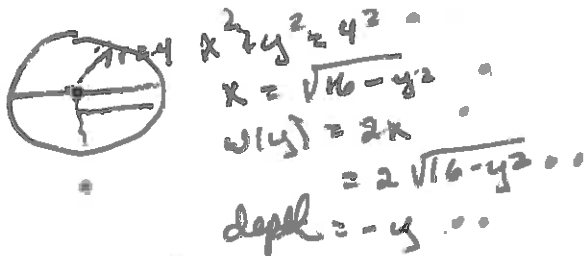 r = 4
x² + y² = 4²
x = √16 - y²
w(y) = 2x
= 2 √16 - y²
depth = - y